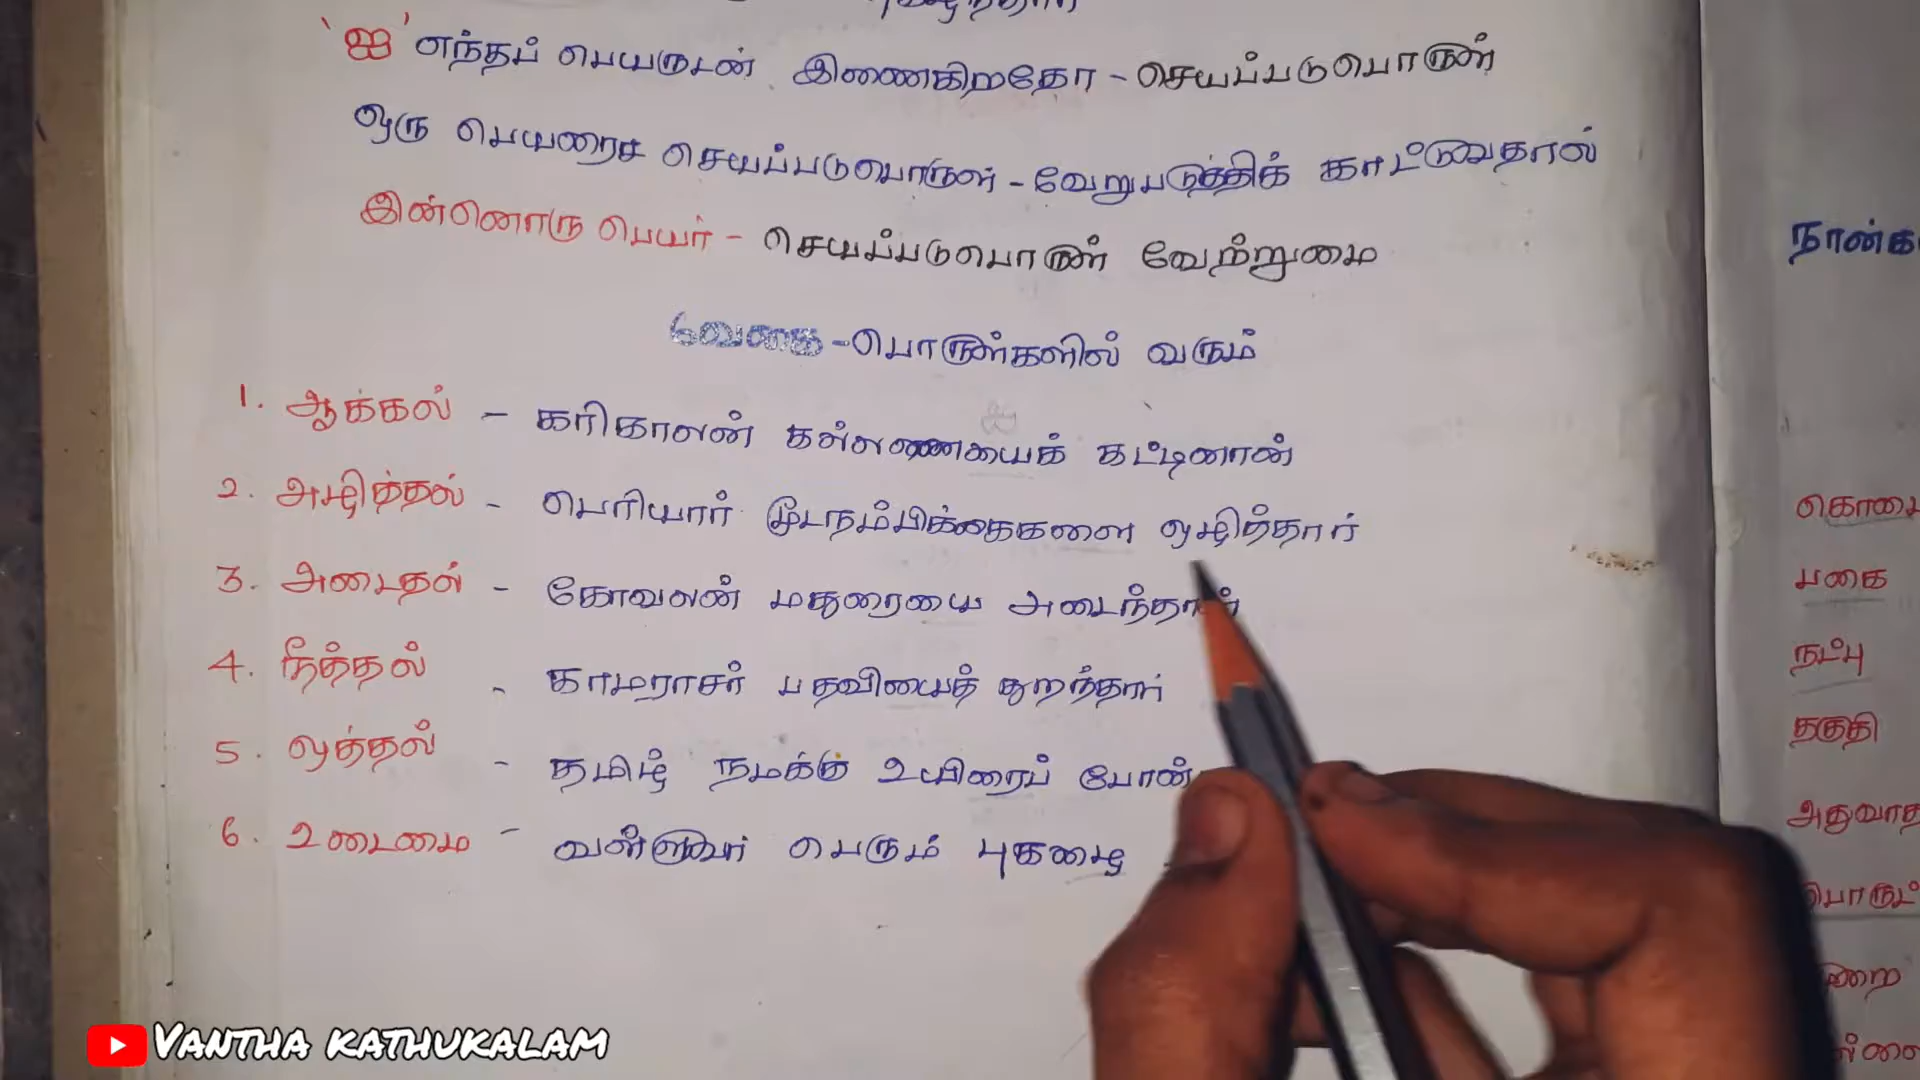 'ஐ' எந்தப் பெயருடன் இணைகிறதோ - செயப்படுபொருள்
ஒரு பெயரைச செயப்படுபொருள் - வேறுபடுத்திக் காட்டுவதால்
இன்னொரு பெயர் - செயப்படுபொருள் வேற்றுமை
6வகை - பொருள்களில் வரும்
1. ஆக்கல் - கரிகாலன் கல்லணையைக் கட்டினான்
2. அழித்தல் - பெரியார் மூடநம்பிக்கைகளை ஒழித்தார்
3. அடைதல் - கோவலன் மதுரையை அடைந்தான்
4. நீத்தல் - காமராசர் பதவியைத் துறந்தார்
5. ஒத்தல் - தமிழ் நமக்கு உயிரைப் போன்
6. உடைமை - வள்ளுவர் பெரும் புகழை
நான்க
கொடை
பகை
நட்பு
தகுதி
அதுவாத
பொருட்
VANTHA KATHUKALAM